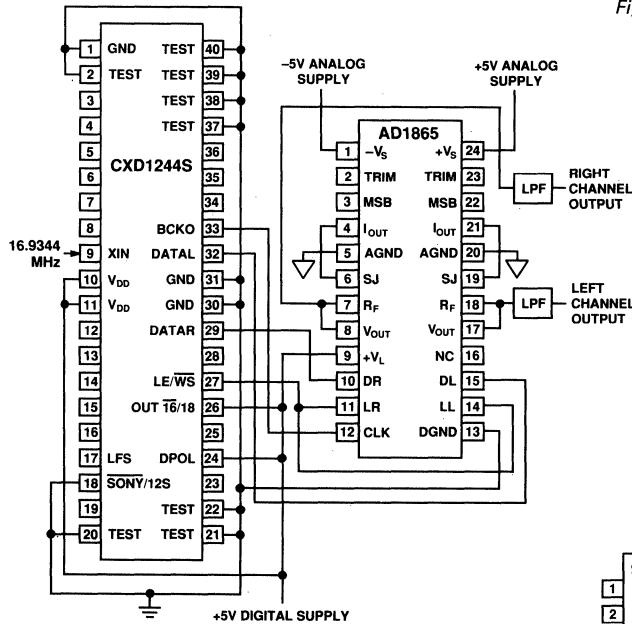 Fi
–5V ANALOG
SUPPLY
+5V ANALOG
SUPPLY
1 GND TEST 40
2 TEST TEST 39
3 TEST 38
4 TEST 37
CXD1244S
5 36
6 35
7 34
8 BCKO 33
16.9344
MHz
9 XIN DATAL 32
10 VDD GND 31
11 VDD GND 30
12 DATAR 29
13 28
14 LE/WS 27
15 OUT 16/18 26
16 25
17 LFS DPOL 24
18 SONY/12S 23
19 TEST 22
20 TEST TEST 21
AD1865
1 –VS +VS 24
2 TRIM TRIM 23
3 MSB MSB 22
4 IOUT IOUT 21
5 AGND AGND 20
6 SJ SJ 19
7 RF RF 18
8 VOUT VOUT 17
9 +VL NC 16
10 DR DL 15
11 LR LL 14
12 CLK DGND 13
LPF
RIGHT
CHANNEL
OUTPUT
LPF
LEFT
CHANNEL
OUTPUT
+5V DIGITAL SUPPLY
1
2